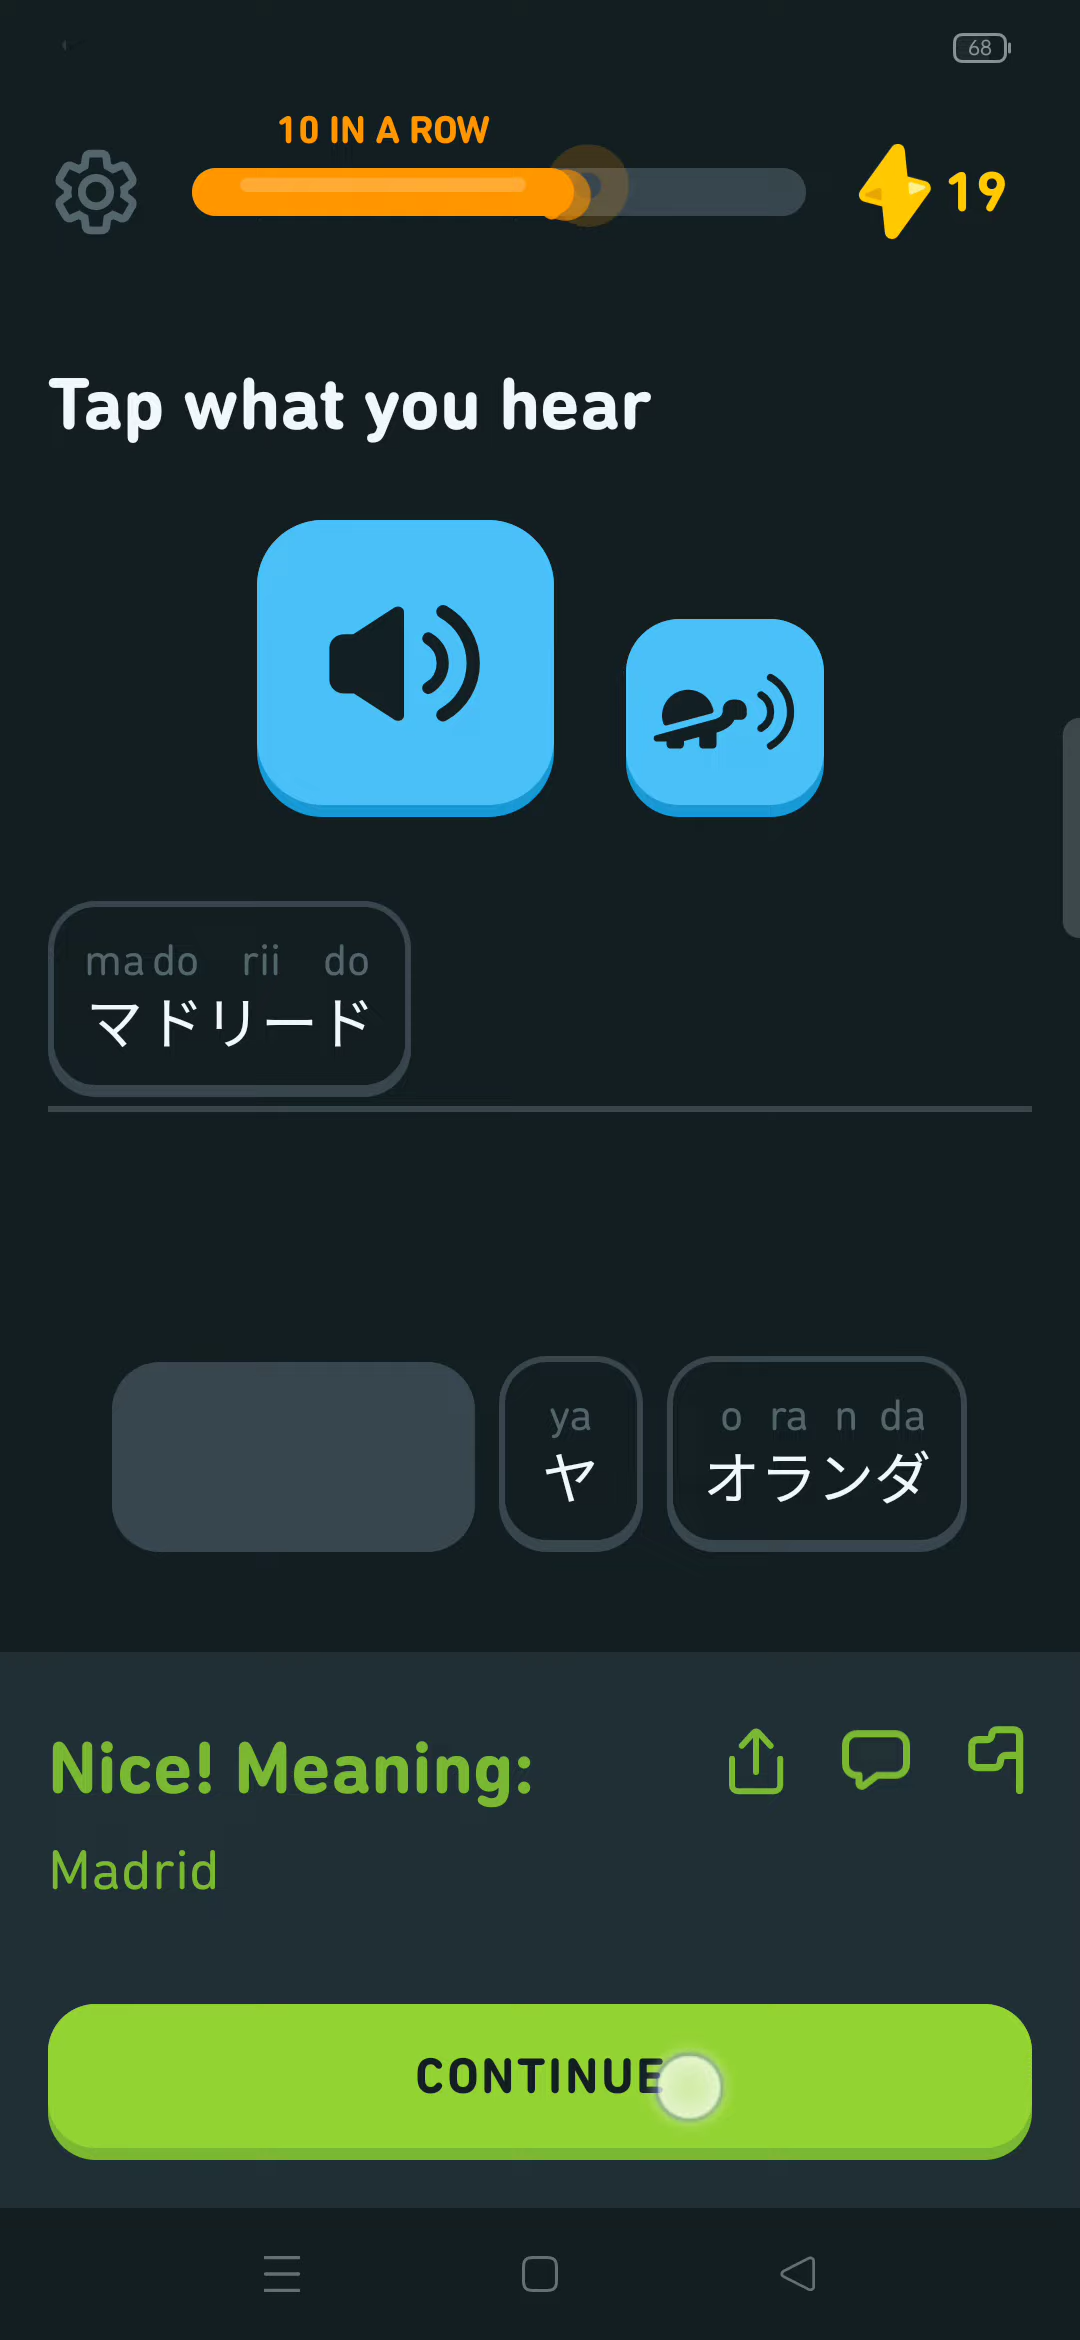 68
10 IN A ROW
19
Tap what you hear
ma do rii do
マドリード
ya
ヤ
o ra n da
オランダ
Nice! Meaning:
Madrid
CONTINUE